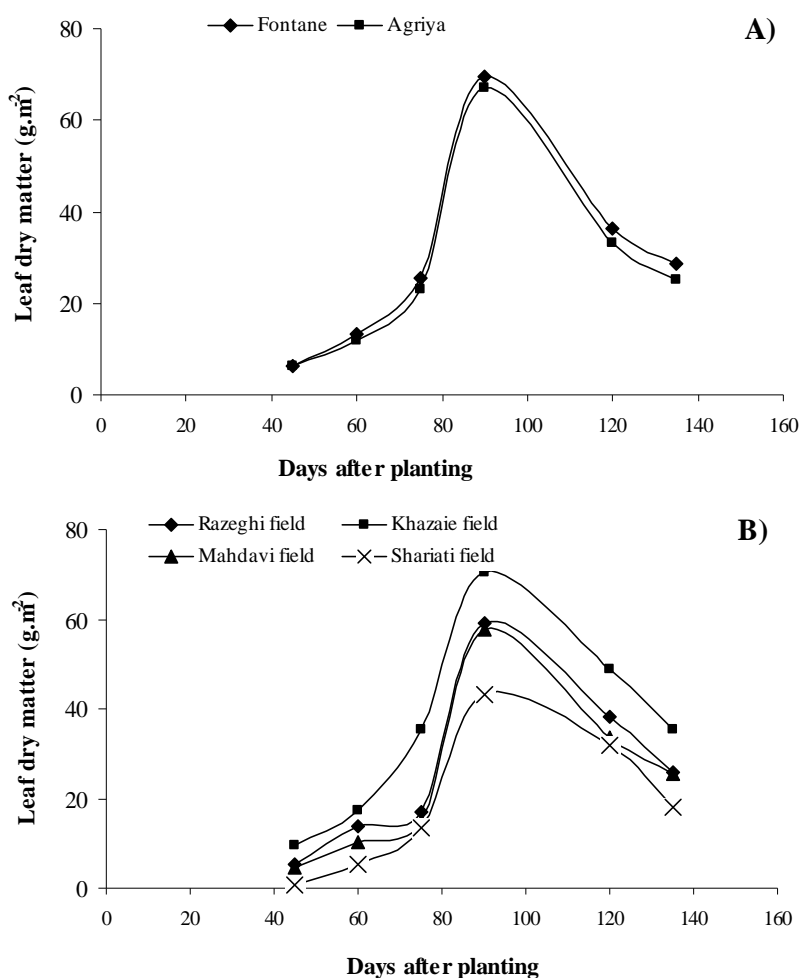 Fontane Agriya
A)
80
60
40
20
0
Leaf dry matter (g.m-2)
0 20 40 60 80 100 120 140 160
Days after planting
Razeghi field Khazaie field
Mahdavi field Shariati field
B)
80
60
40
20
0
Leaf dry matter (g.m-2)
0 20 40 60 80 100 120 140 160
Days after planting